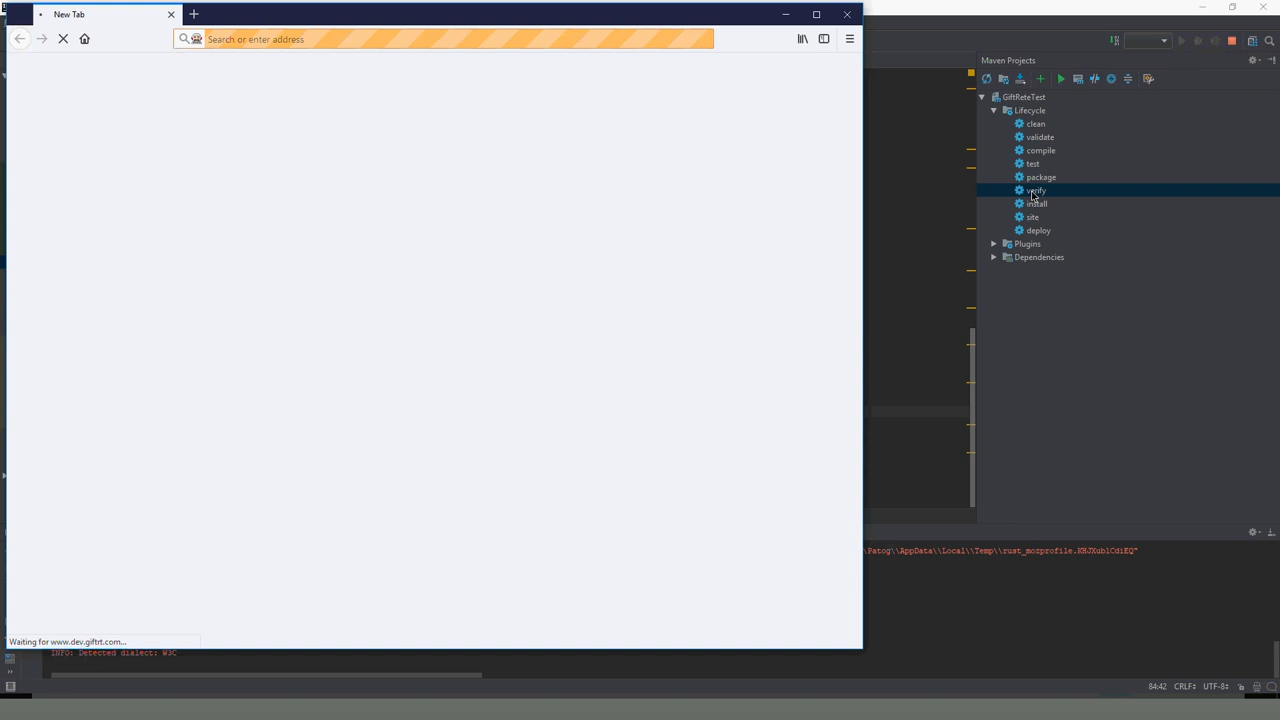 New Tab
Search or enter address
Maven Projects
GiftReteTest
Lifecycle
clean
validate
compile
test
package
verify
install
site
deploy
Plugins
Dependencies
\Patog\\AppData\\Local\\Temp\\rust_mozprofile.KHJXublCdiEQ"
Waiting for www.dev.giftrt.com...
INFO: Detected dialect: W3C
84:42 CRLF UTF-8